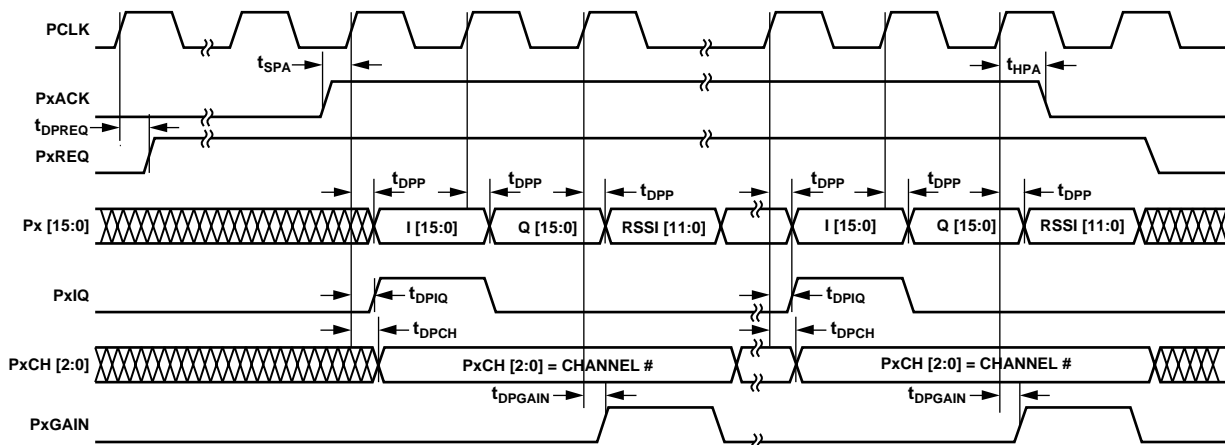 PCLK
tSPA
tHPA
PxACK
tDPREQ
PxREQ
tDPP tDPP tDPP tDPP tDPP tDPP
Px [15:0] I [15:0] Q [15:0] RSSI [11:0] I [15:0] Q [15:0] RSSI [11:0]
PxIQ tDPIQ tDPIQ
tDPCH tDPCH
PxCH [2:0] PxCH [2:0] = CHANNEL # PxCH [2:0] = CHANNEL #
tDPGAIN tDPGAIN
PxGAIN